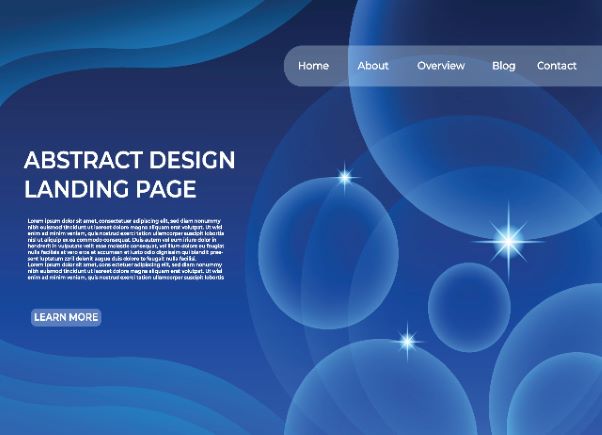 Home About Overview Blog Contact
ABSTRACT DESIGN
LANDING PAGE
Lorem ipsum dolor sit amet, consectetuer adipiscing elit, sed diam nonummy
nibh euismod tincidunt ut laoreet dolore magna aliquam erat volutpat. Ut wisi
enim ad minim veniam, quis nostrud exerci tation ullamcorper suscipit lobortis
nisl ut aliquip ex ea commodo consequat. Duis autem vel eum iriure dolor in
hendrerit in vulputate velit esse molestie consequat, vel illum dolore eu feugiat
nulla facilisis at vero eros et accumsan et iusto odio dignissim qui blandit prae-
sent luptatum zzril delenit augue duis dolore te feugait nulla facilisi.
Lorem ipsum dolor sit amet, cons ectetuer adipiscing elit, sed diam nonummy
nibh euismod tincidunt ut laoreet dolore magna aliquam erat volutpat. Ut wisi
enim ad minim veniam, quis nostrud exerci tation ullamcorper suscipit lobortis
LEARN MORE